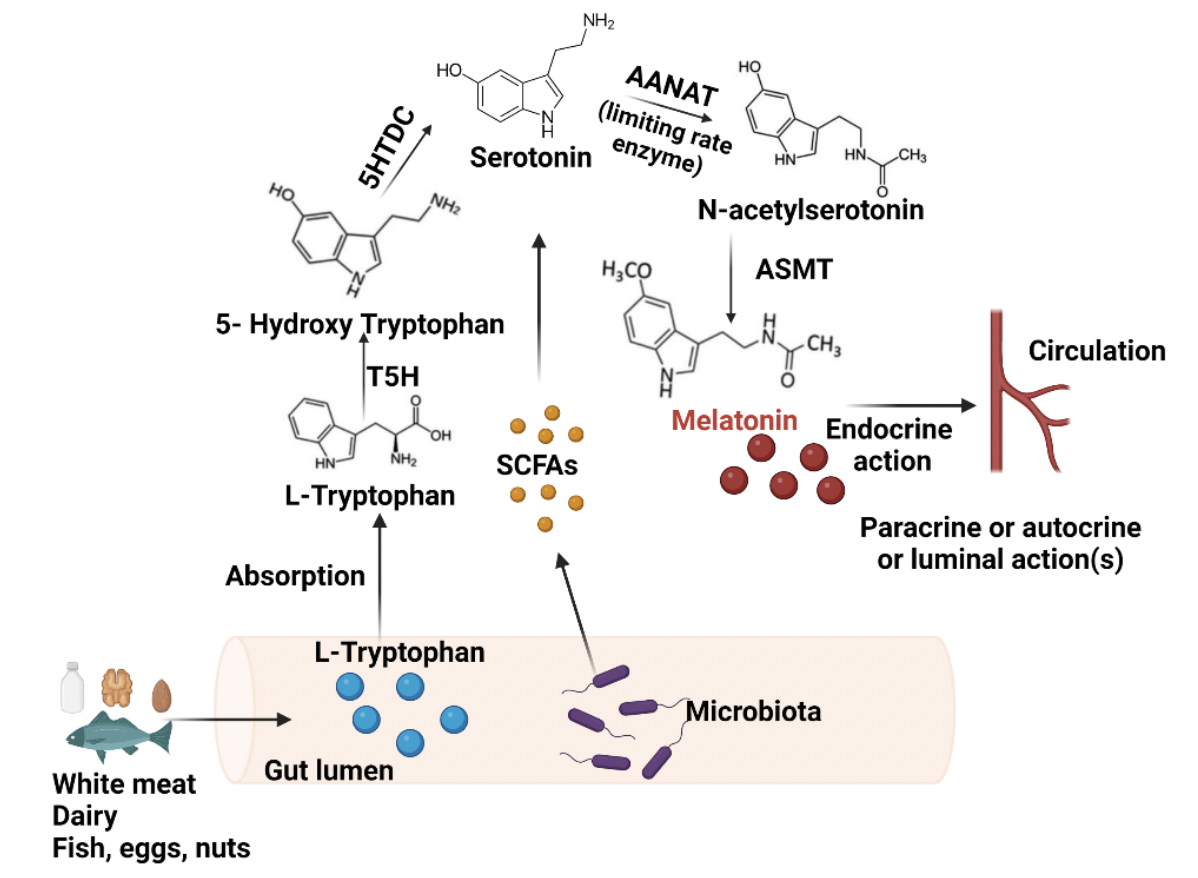 NH₂
HO
N
H
Serotonin
5HTDC
AANAT
(limiting rate
enzyme)
HO
HN
HN
CH₃
O
N-acetylserotonin
HO
NH₂
N
H
5- Hydroxy Tryptophan
ASMT
H₃CO
H
N
CH₃
O
N
H
Melatonin
T5H
O
OH
NH₂
HN
L-Tryptophan
SCFAs
Endocrine
action
Circulation
Paracrine or autocrine
or luminal action(s)
Absorption
L-Tryptophan
Microbiota
Gut lumen
White meat
Dairy
Fish, eggs, nuts